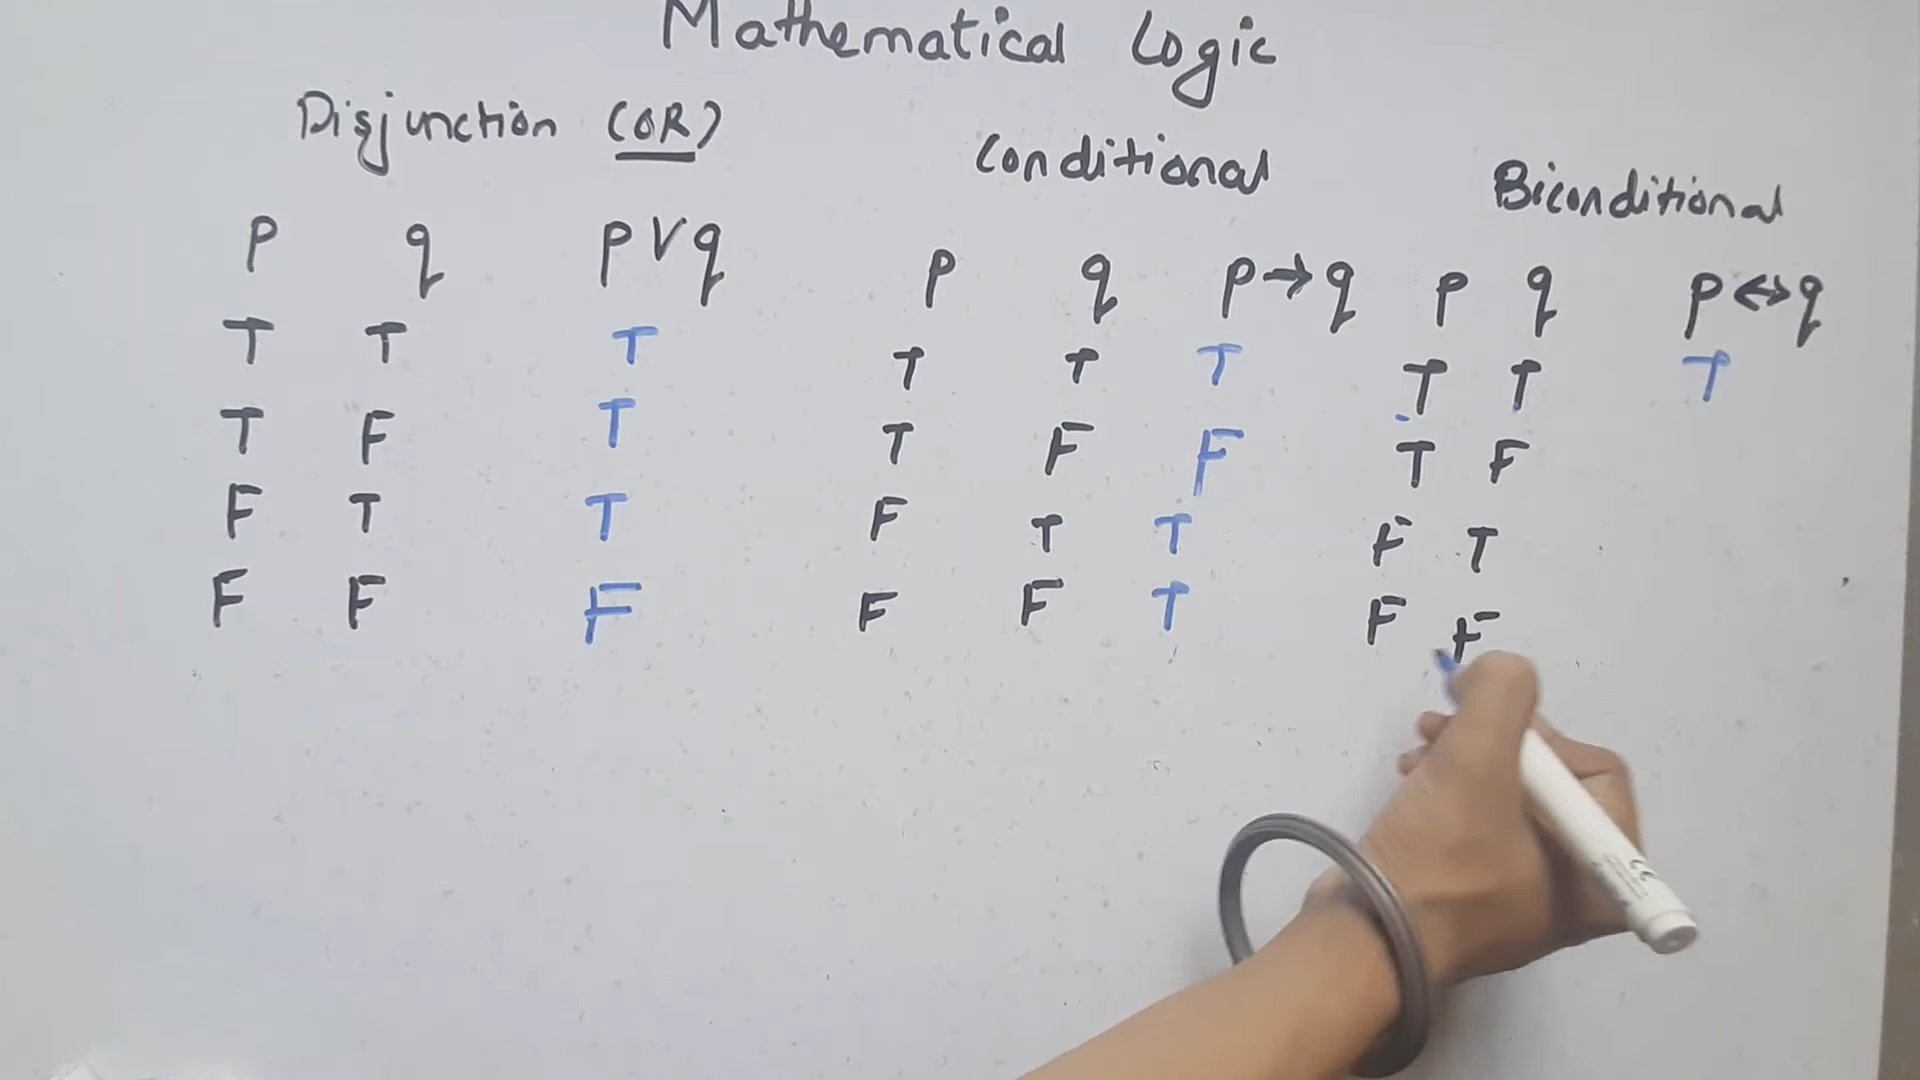 Mathematical Logic
Disjunction (OR)
p q p∨q
T T T
T F T
F T T
F F F
Conditional
p q p→q
T T T
T F F
F T T
F F T
Biconditional
p q p↔q
T T T
T F
F T
F F